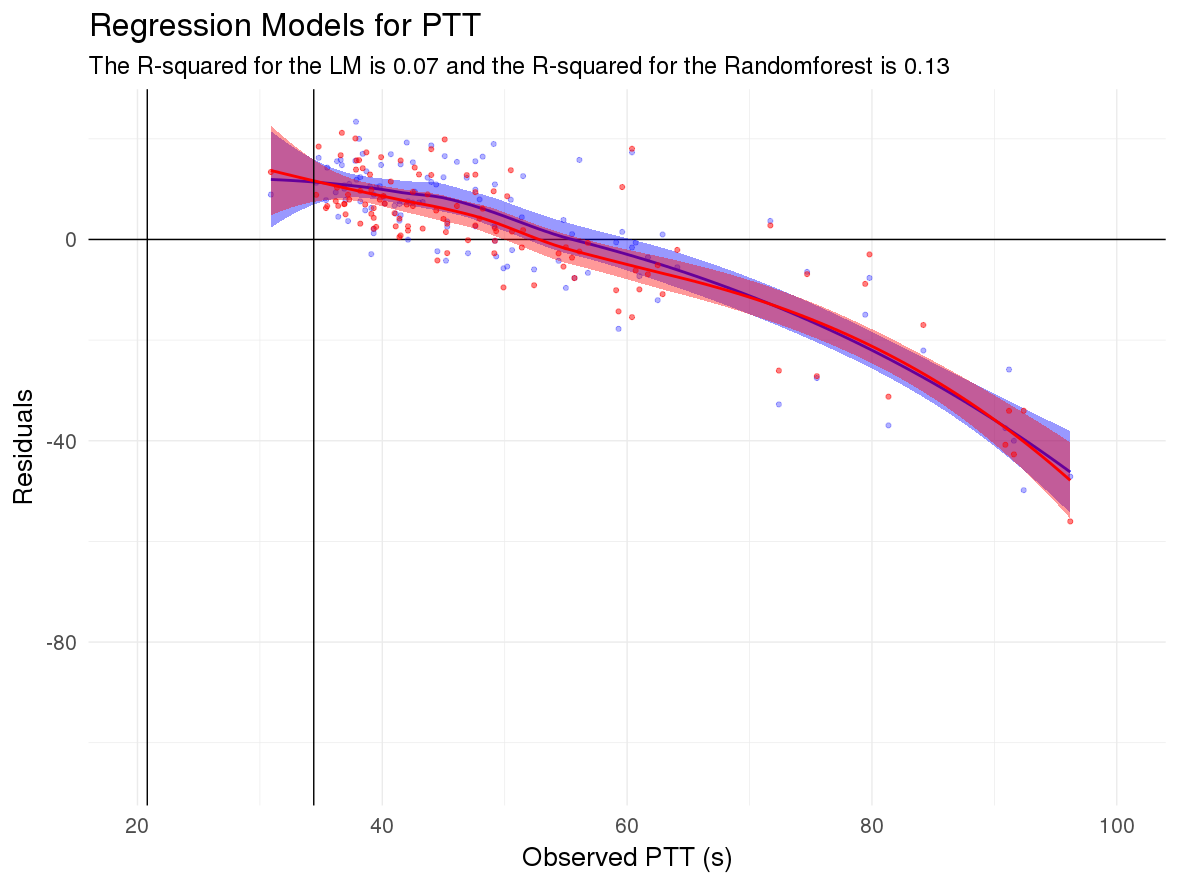 Regression Models for PTT
The R-squared for the LM is 0.07 and the R-squared for the Randomforest is 0.13
Residuals
0
-40
-80
20 40 60 80 100
Observed PTT (s)